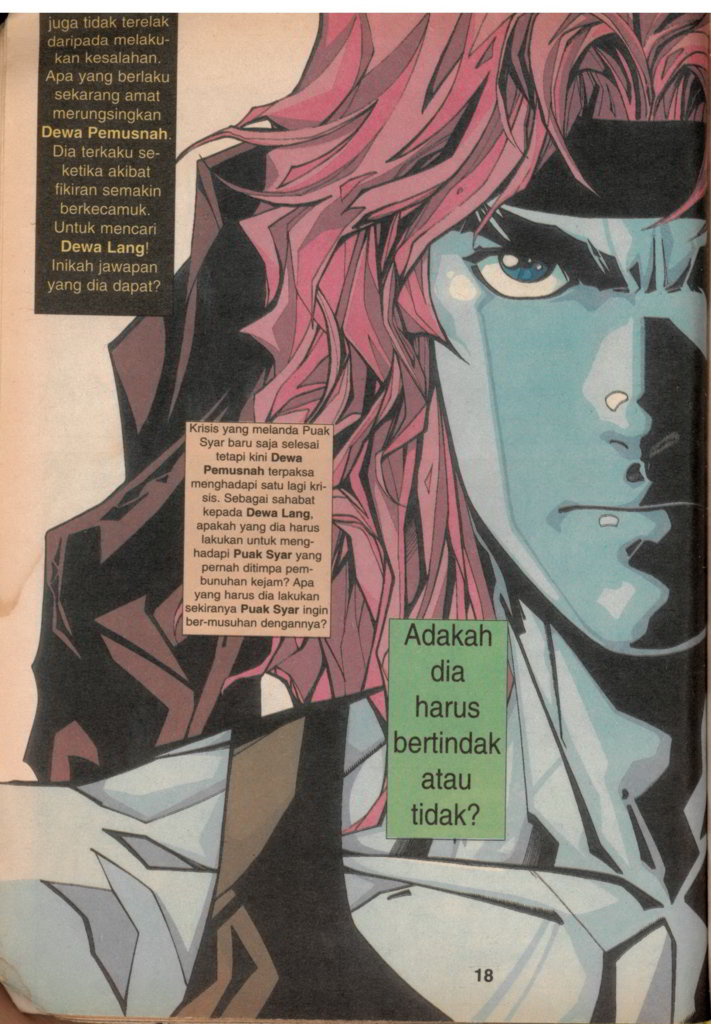 juga tidak terelak
daripada melaku-
kan kesalahan.
Apa yang berlaku
sekarang amat
merungsingkan
Dewa Pemusnah.
Dia terkaku se-
ketika akibat
fikiran semakin
berkecamuk.
Untuk mencari
Dewa Lang!
Inikah jawapan
yang dia dapat?
Krisis yang melanda Puak
Syar baru saja selesai
tetapi kini Dewa
Pemusnah terpaksa
menghadapi satu lagi kri-
sis. Sebagai sahabat
kepada Dewa Lang,
apakah yang dia harus
lakukan untuk meng-
hadapi Puak Syar yang
pernah ditimpa pem-
bunuhan kejam? Apa
yang harus dia lakukan
sekiranya Puak Syar ingin
ber-musuhan dengannya?
Adakah
dia
harus
bertindak
atau
tidak?
18